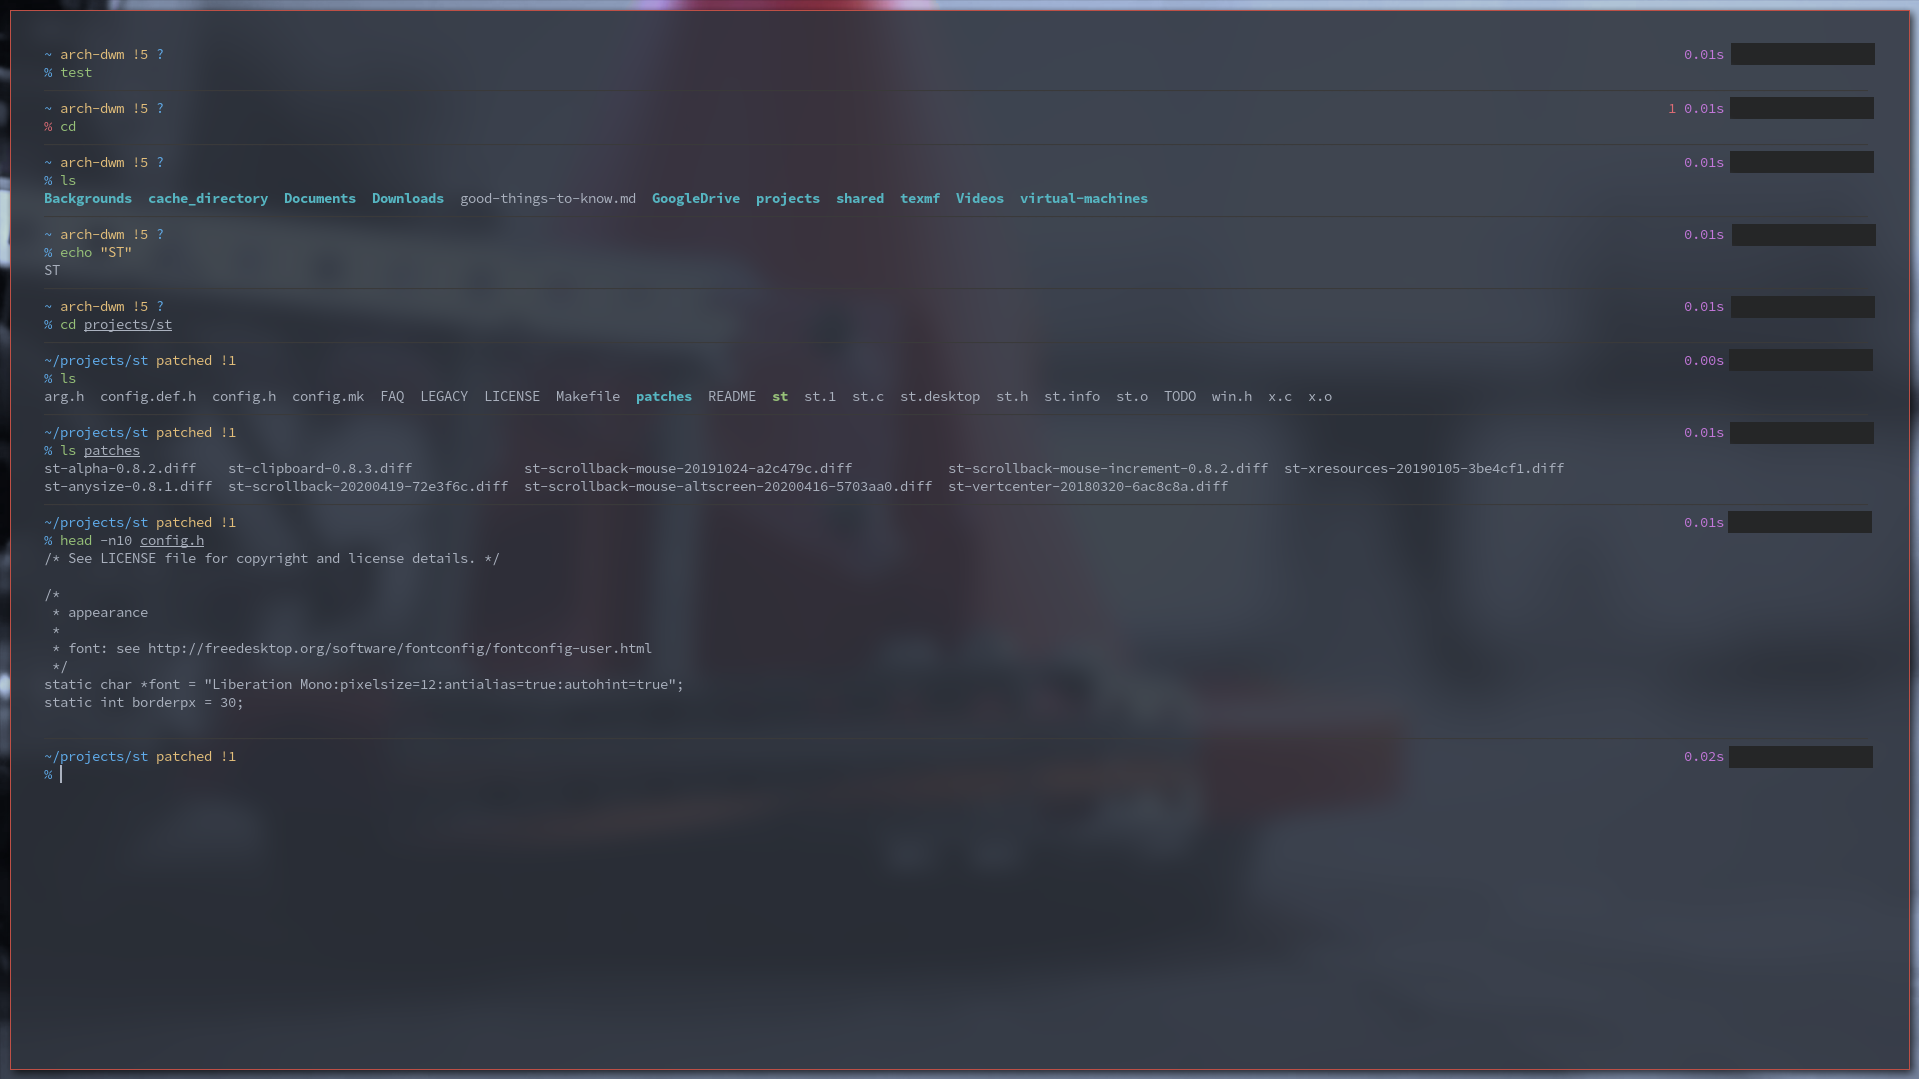 ~ arch-dwm !5 ? 0.01s
% test
~ arch-dwm !5 ? 1 0.01s
% cd
~ arch-dwm !5 ? 0.01s
% ls
Backgrounds cache_directory Documents Downloads good-things-to-know.md GoogleDrive projects shared texmf Videos virtual-machines
~ arch-dwm !5 ? 0.01s
% echo "ST"
ST
~ arch-dwm !5 ? 0.01s
% cd projects/st
~/projects/st patched !1 0.00s
% ls
arg.h config.def.h config.h config.mk FAQ LEGACY LICENSE Makefile patches README st st.1 st.c st.desktop st.h st.info st.o TODO win.h x.c x.o
~/projects/st patched !1 0.01s
% ls patches
st-alpha-0.8.2.diff st-clipboard-0.8.3.diff st-scrollback-mouse-20191024-a2c479c.diff st-scrollback-mouse-increment-0.8.2.diff st-xresources-20190105-3be4cf1.diff
st-anysize-0.8.1.diff st-scrollback-20200419-72e3f6c.diff st-scrollback-mouse-altscreen-20200416-5703aa0.diff st-vertcenter-20180320-6ac8c8a.diff
~/projects/st patched !1 0.01s
% head -n10 config.h
/* See LICENSE file for copyright and license details. */
/*
* appearance
*
* font: see http://freedesktop.org/software/fontconfig/fontconfig-user.html
*/
static char *font = "Liberation Mono:pixelsize=12:antialias=true:autohint=true";
static int borderpx = 30;
~/projects/st patched !1 0.02s
%